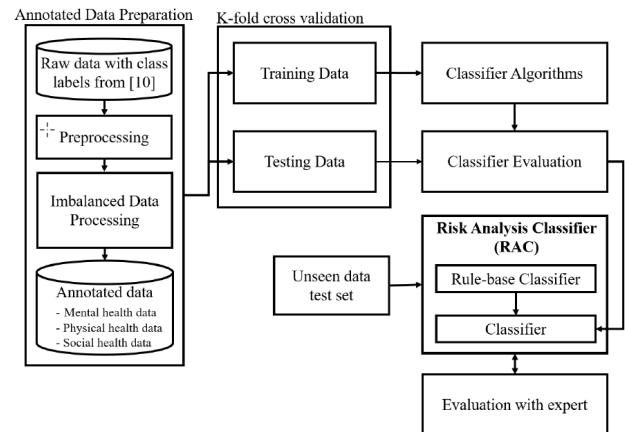 Annotated Data Preparation
Raw data with class
labels from [10]
Preprocessing
Imbalanced Data
Processing
Annotated data
- Mental health data
- Physical health data
- Social health data
K-fold cross validation
Training Data
Testing Data
Classifier Algorithms
Classifier Evaluation
Unseen data
test set
Risk Analysis Classifier
(RAC)
Rule-base Classifier
Classifier
Evaluation with expert